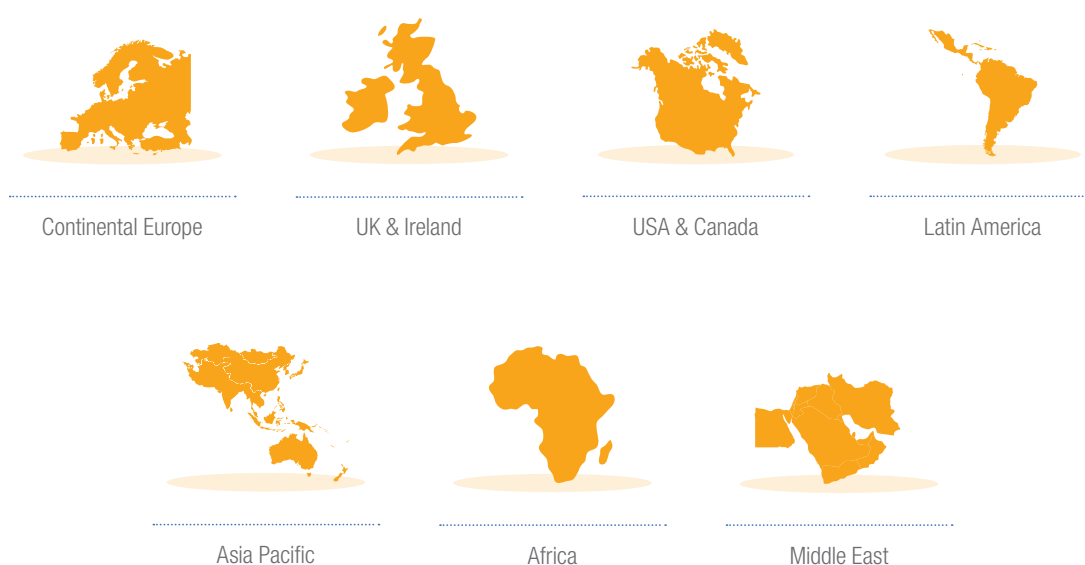 Continental Europe
UK & Ireland
USA & Canada
Latin America
Asia Pacific
Africa
Middle East